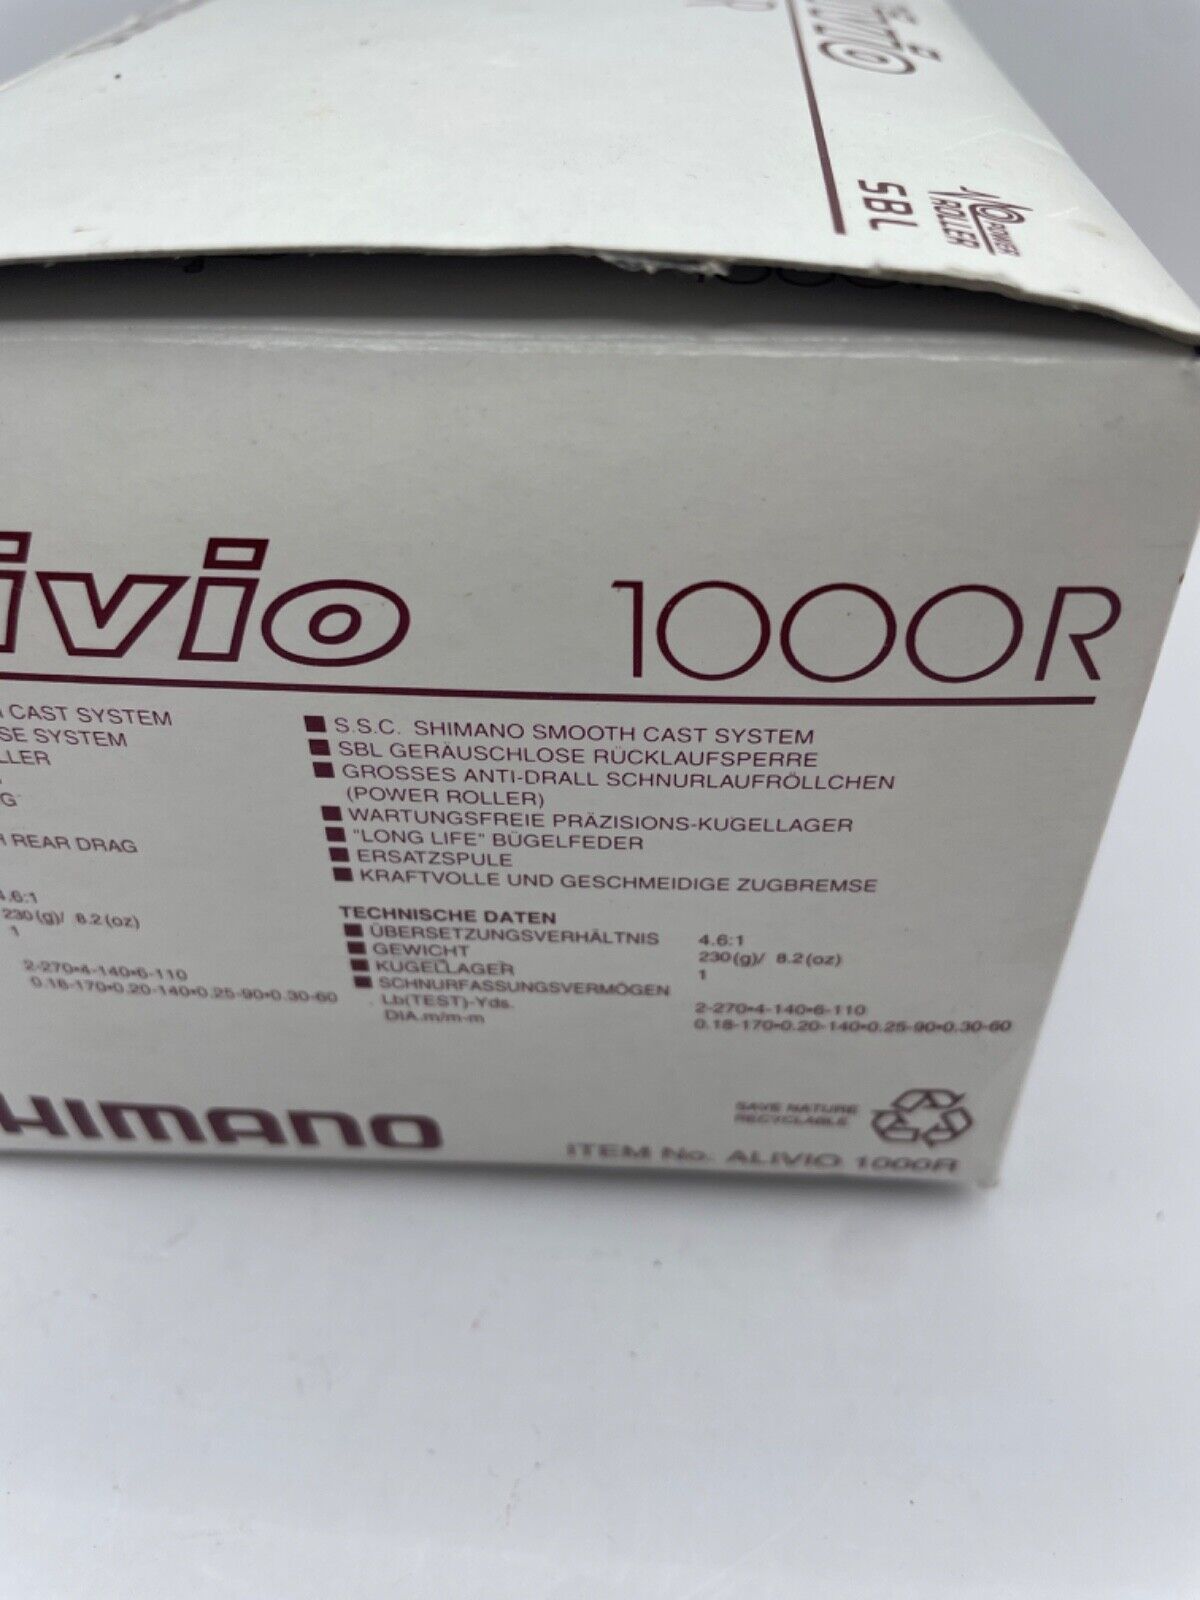 SBL
POWER
ROLLER
ivio 1000R
CAST SYSTEM
SE SYSTEM
LLER
G
REAR DRAG
4.6:1
230(g)/ 8.2(oz)
1
2-270•4-140•6-110
0.18-170•0.20-140•0.25-90•0.30-60
■ S.S.C. SHIMANO SMOOTH CAST SYSTEM
■ SBL GERÄUSCHLOSE RÜCKLAUFSPERRE
■ GROSSES ANTI-DRALL SCHNURLAUFRÖLLCHEN
(POWER ROLLER)
■ WARTUNGSFREIE PRÄZISIONS-KUGELLAGER
■ "LONG LIFE" BÜGELFEDER
■ ERSATZSPULE
■ KRAFTVOLLE UND GESCHMEIDIGE ZUGBREMSE
TECHNISCHE DATEN
■ ÜBERSETZUNGSVERHÄLTNIS 4.6:1
■ GEWICHT 230(g)/ 8.2(oz)
■ KUGELLAGER 1
■ SCHNURFASSUNGSVERMÖGEN
Lb(TEST)-Yds. 2-270•4-140•6-110
DIA.m/m-m 0.18-170•0.20-140•0.25-90•0.30-60
HIMANO
SAVE NATURE
RECYCLABLE
ITEM No. ALIVIO 1000R